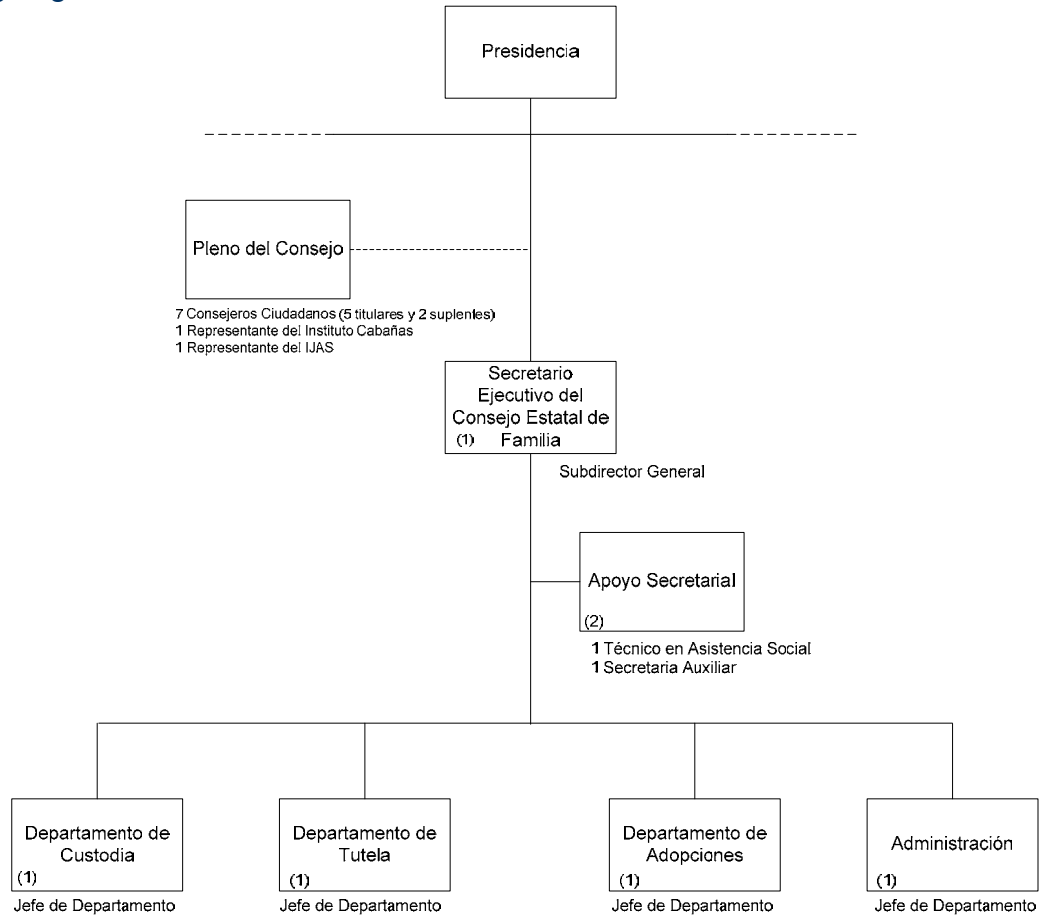 Presidencia
Pleno del Consejo
7 Consejeros Ciudadanos (5 titulares y 2 suplentes)
1 Representante del Instituto Cabañas
1 Representante del IJAS
Secretario
Ejecutivo del
Consejo Estatal de
(1) Familia
Subdirector General
Apoyo Secretarial
(2)
1 Técnico en Asistencia Social
1 Secretaria Auxiliar
Departamento de
Custodia
(1)
Jefe de Departamento
Departamento de
Tutela
(1)
Jefe de Departamento
Departamento de
Adopciones
(1)
Jefe de Departamento
Administración
(1)
Jefe de Departamento